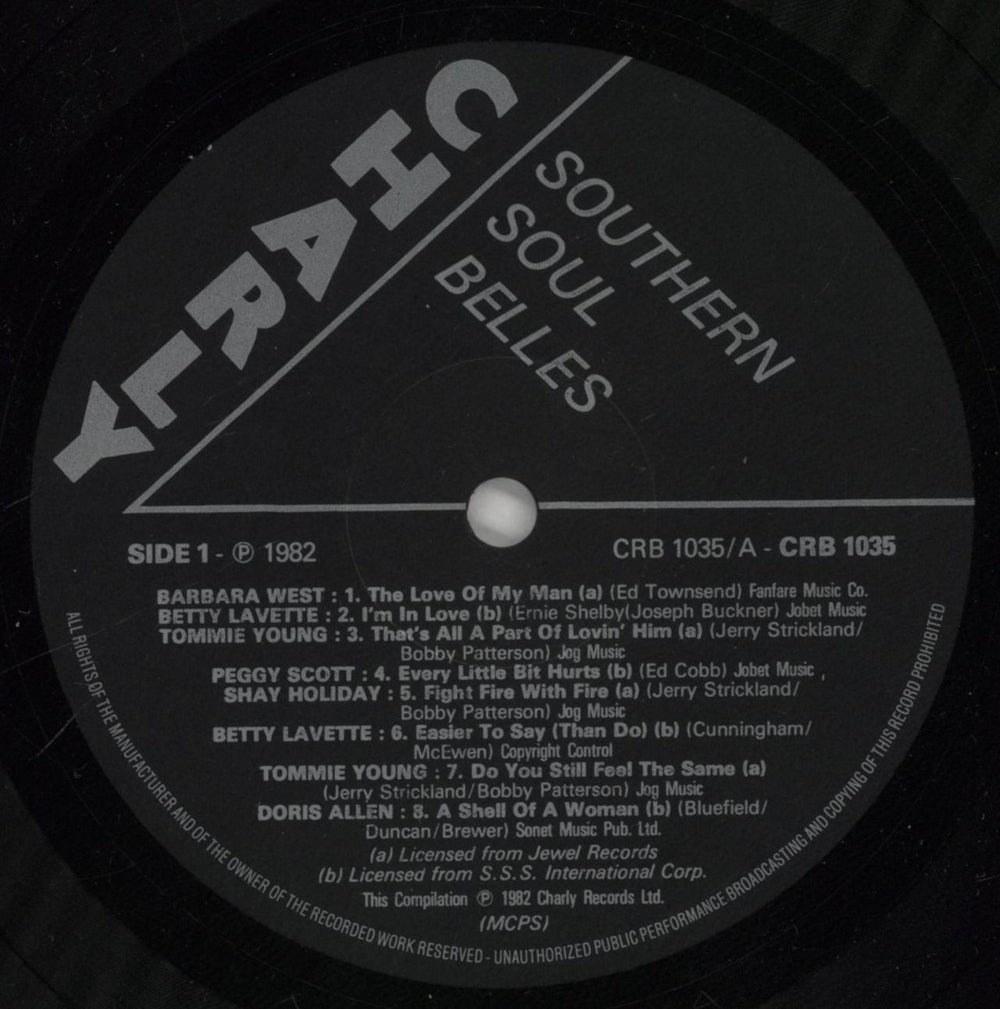 CHARLY
SOUTHERN
SOUL
BELLES
SIDE 1 - Ⓟ 1982
CRB 1035/A - CRB 1035
BARBARA WEST : 1. The Love Of My Man (a) (Ed Townsend) Fanfare Music Co.
BETTY LAVETTE : 2. I'm In Love (b) (Ernie Shelby(Joseph Buckner) Jobet Music
TOMMIE YOUNG : 3. That's All A Part Of Lovin' Him (a) (Jerry Strickland/
Bobby Patterson) Jog Music
PEGGY SCOTT : 4. Every Little Bit Hurts (b) (Ed Cobb) Jobet Music ,
SHAY HOLIDAY : 5. Fight Fire With Fire (a) (Jerry Strickland/
Bobby Patterson) Jog Music
BETTY LAVETTE : 6. Easier To Say (Than Do) (b) (Cunningham/
McEwen) Copyright Control
TOMMIE YOUNG : 7. Do You Still Feel The Same (a)
(Jerry Strickland/Bobby Patterson) Jog Music
DORIS ALLEN : 8. A Shell Of A Woman (b) (Bluefield/
Duncan/Brewer) Sonet Music Pub. Ltd.
(a) Licensed from Jewel Records
(b) Licensed from S.S.S. International Corp.
This Compilation Ⓟ 1982 Charly Records Ltd.
(MCPS)
ALL RIGHTS OF THE MANUFACTURER AND OF THE OWNER OF THE RECORDED WORK RESERVED - UNAUTHORIZED PUBLIC PERFORMANCE BROADCASTING AND COPYING OF THIS RECORD PROHIBITED